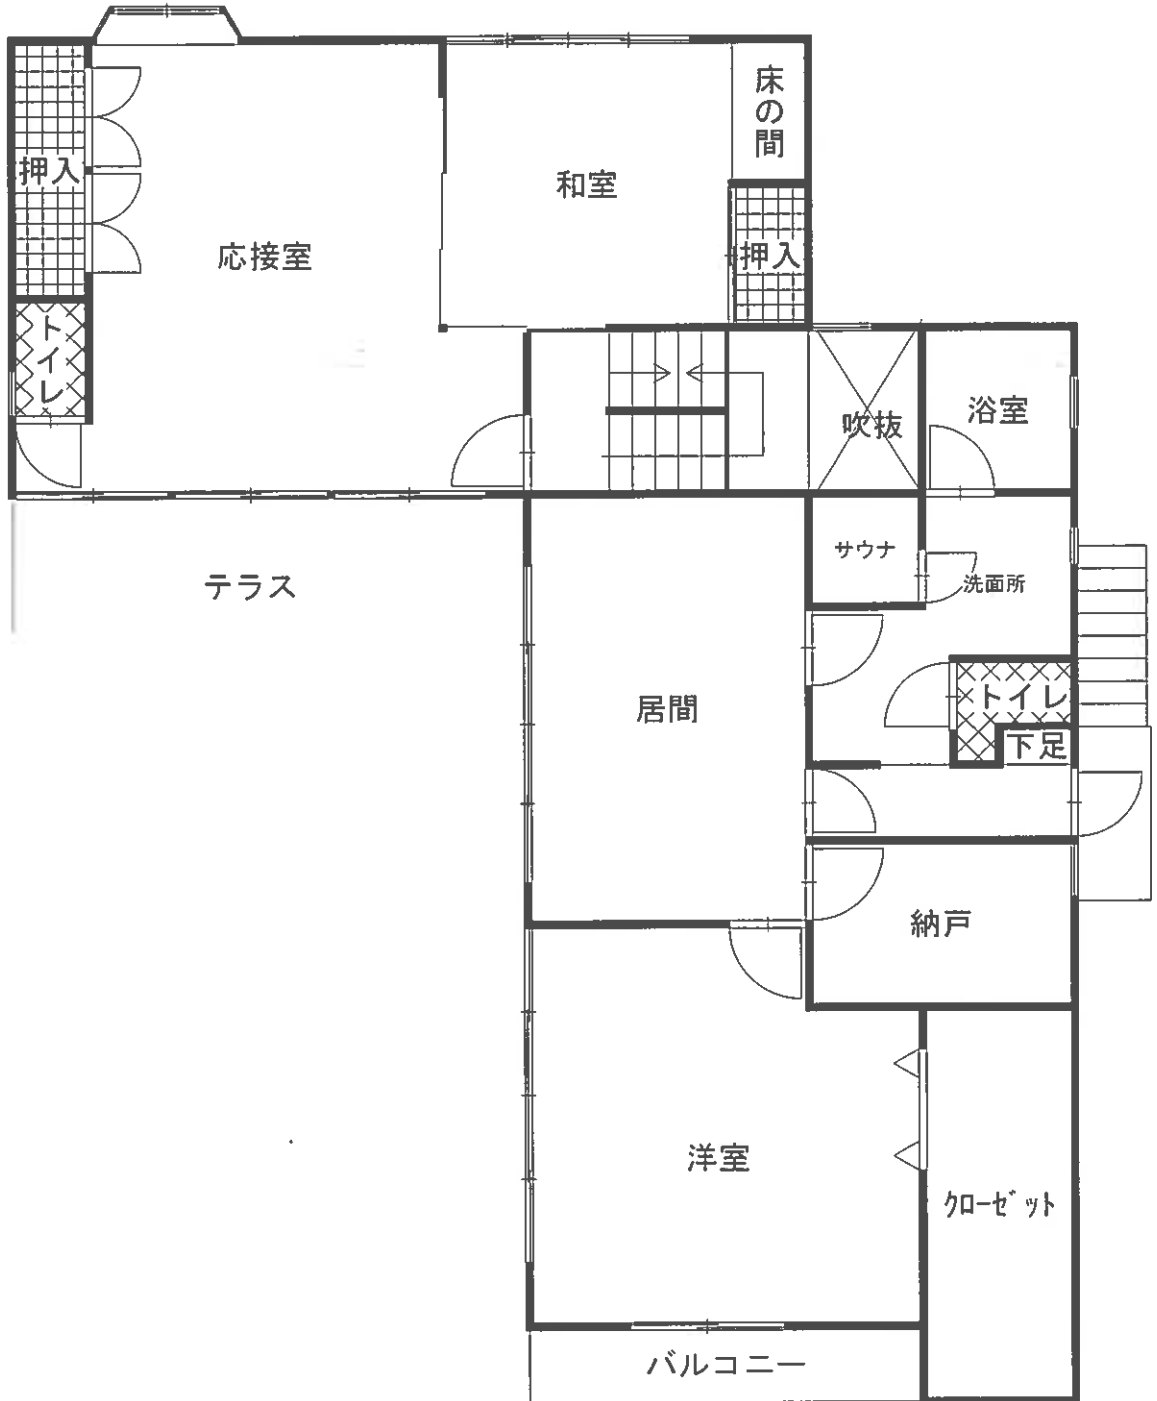 床の間
押入
和室
押入
応接室
トイレ
吹抜
浴室
サウナ
洗面所
テラス
居間
トイレ
下足
納戸
洋室
クローゼット
バルコニー